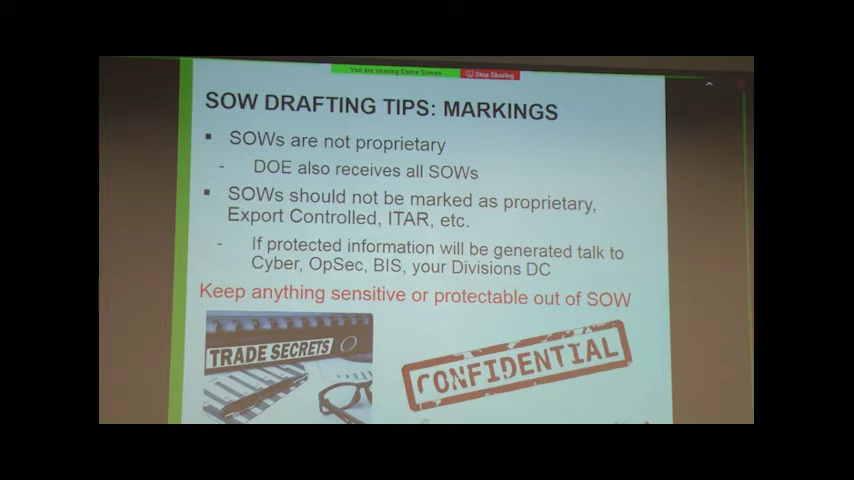 You are sharing Entire Screen Stop Sharing
SOW DRAFTING TIPS: MARKINGS
▪ SOWs are not proprietary
- DOE also receives all SOWs
▪ SOWs should not be marked as proprietary,
Export Controlled, ITAR, etc.
- If protected information will be generated talk to
Cyber, OpSec, BIS, your Divisions DC
Keep anything sensitive or protectable out of SOW
TRADE SECRETS
CONFIDENTIAL